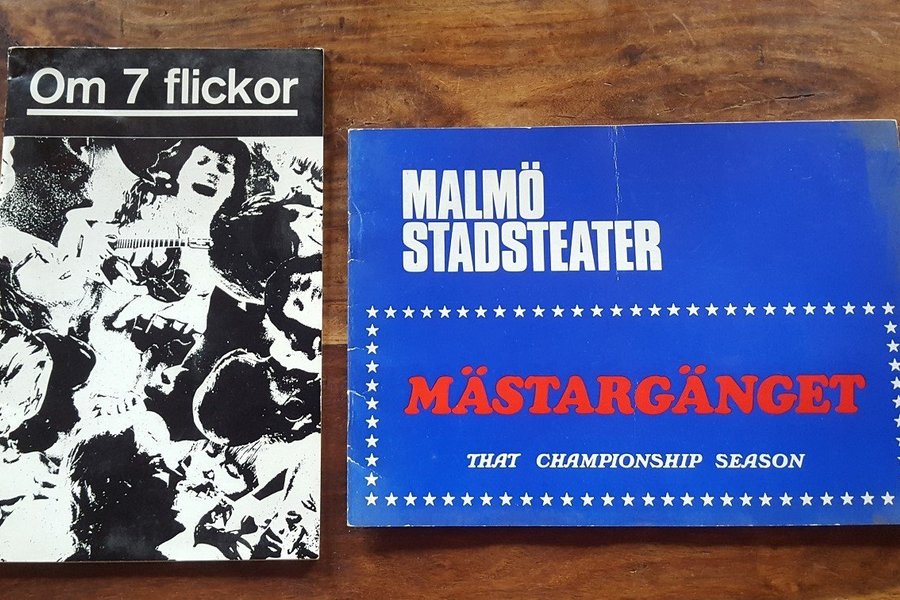 Om 7 flickor
MALMÖ
STADSTEATER
MÄSTARGÄNGET
THAT CHAMPIONSHIP SEASON